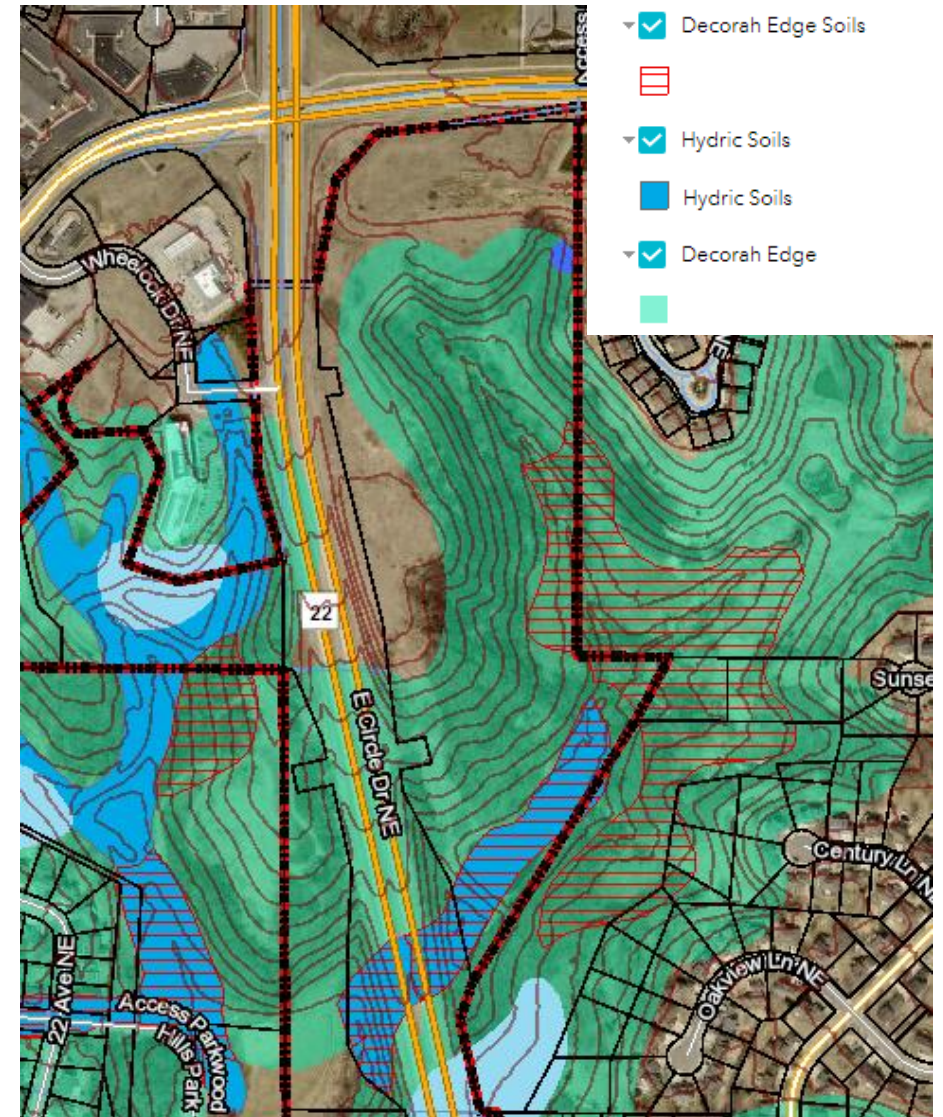 Access
Decorah Edge Soils
Hydric Soils
Hydric Soils
Decorah Edge
Wheelock Dr NE
NE
22
E Circle Dr NE
Sunse
Century Ln N
Oakview Ln NE
22 Ave NE
Access Parkwood
Hills Park